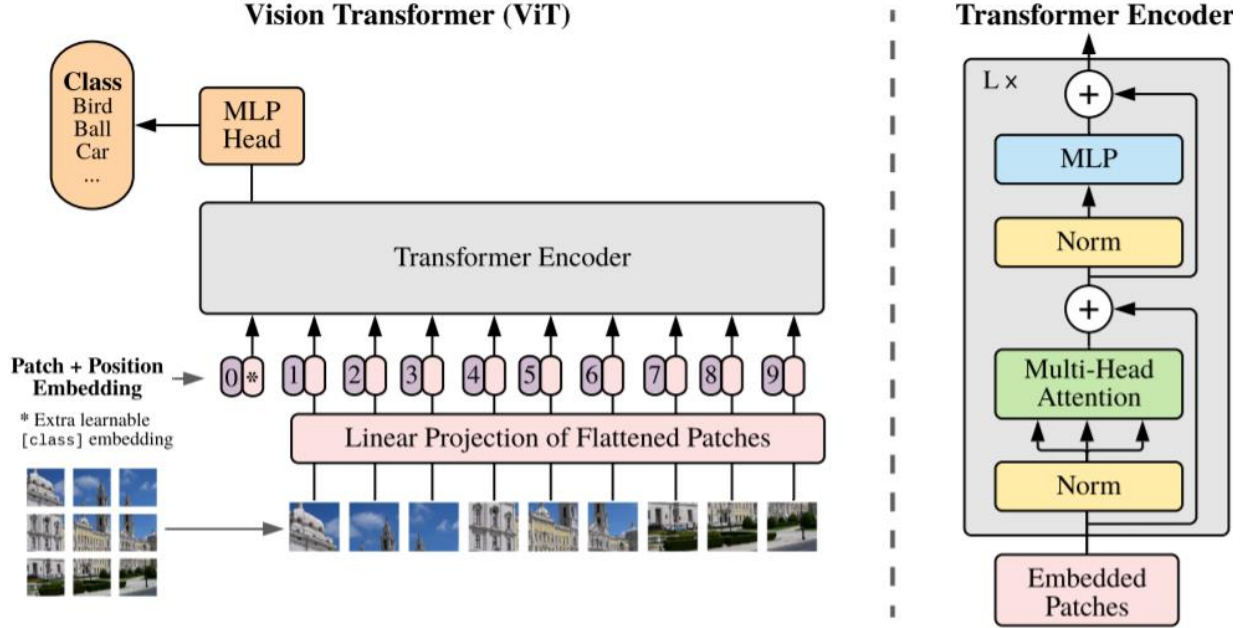 Vision Transformer (ViT)
Class
Bird
Ball
Car
...
MLP
Head
Transformer Encoder
Patch + Position
Embedding
* Extra learnable
[class] embedding
0 * 1 2 3 4 5 6 7 8 9
Linear Projection of Flattened Patches
Transformer Encoder
L ×
+
MLP
Norm
+
Multi-Head
Attention
Norm
Embedded
Patches